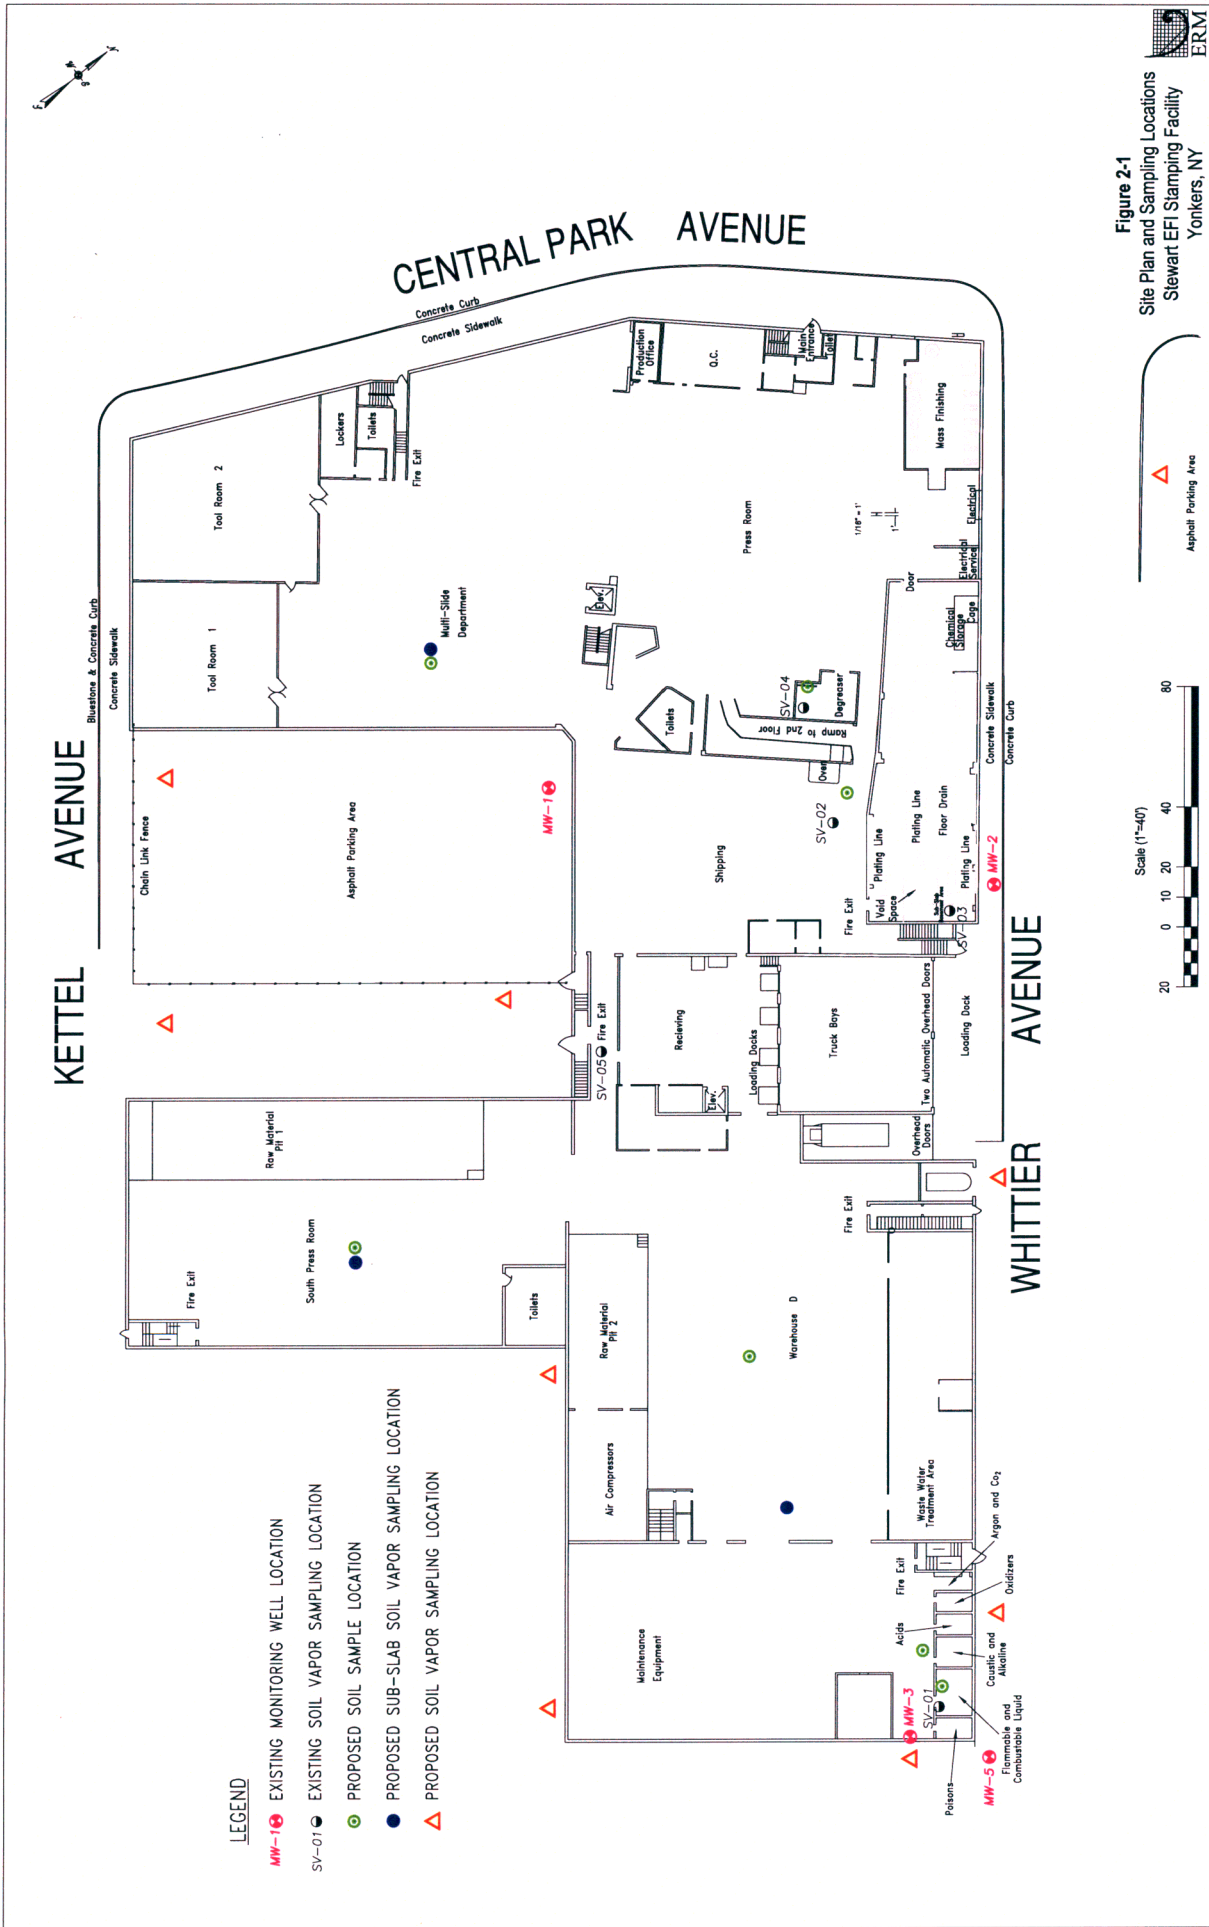 KETTEL AVENUE
Bluestone & Concrete Curb
Concrete Sidewalk
CENTRAL PARK AVENUE
Concrete Curb
Concrete Sidewalk
Chain Link Fence
Asphalt Parking Area
MW-1
Tool Room 1
Tool Room 2
Lockers
Toilets
Fire Exit
Multi-Slide
Department
Raw Material
Pit 1
South Press Room
Fire Exit
Toilets
Fire Exit
SV-05
Elev.
Toilets
Press Room
Production
Office
Q.C.
Main
Entrance
Toilet
Mass Finishing
1/16" = 1'
1'
H
Electrical
Electrical
Service
Door
Chemical
Storage
Cage
SV-04
Degreaser
Ramp to 2nd Floor
Oven
SV-02
Shipping
Plating Line
Plating Line
Floor Drain
Plating Line
Void
Space
SV-03
MW-2
Concrete Sidewalk
Concrete Curb
Fire Exit
Recieving
Elev.
Loading Docks
Truck Bays
Two Automatic Overhead Doors
Loading Dock
Overhead
Doors
Fire Exit
WHITTIER AVENUE
Raw Material
Pit 2
Air Compressors
Warehouse D
Waste Water
Treatment Area
Maintenance
Equipment
Fire Exit
Argon and Co2
Oxidizers
Acids
Caustic and
Alkaline
MW-3
SV-01
Flammable and
Combustable Liquid
Poisons
MW-5
LEGEND
MW-1 EXISTING MONITORING WELL LOCATION
SV-01 EXISTING SOIL VAPOR SAMPLING LOCATION
PROPOSED SOIL SAMPLE LOCATION
PROPOSED SUB-SLAB SOIL VAPOR SAMPLING LOCATION
PROPOSED SOIL VAPOR SAMPLING LOCATION
Scale (1"=40')
20 0 10 20 40 80
Asphalt Parking Area
Figure 2-1
Site Plan and Sampling Locations
Stewart EFI Stamping Facility
Yonkers, NY
ERM